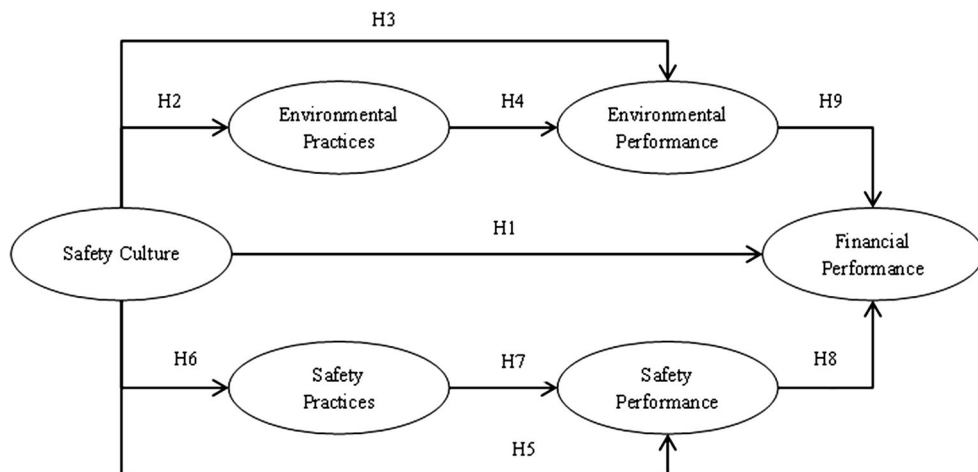 H3
H2
Environmental
Practices
H4
Environmental
Performance
H9
Safety Culture
H1
Financial
Performance
H6
Safety
Practices
H7
Safety
Performance
H8
H5